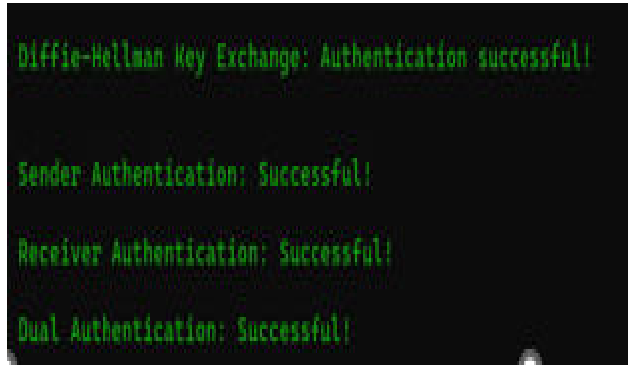 Diffie-Hellman Key Exchange: Authentication successful!
Sender Authentication: Successful!
Receiver Authentication: Successful!
Dual Authentication: Successful!